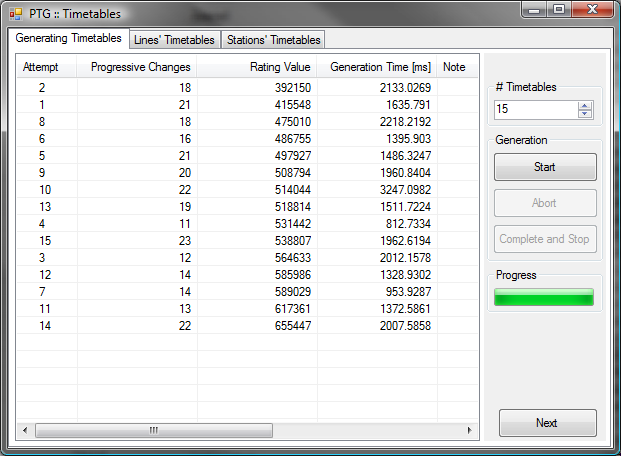 PTG :: Timetables
Generating Timetables Lines' Timetables Stations' Timetables
Attempt Progressive Changes Rating Value Generation Time [ms] Note
2 18 392150 2133.0269
1 21 415548 1635.791
8 18 475010 2218.2192
6 16 486755 1395.903
5 21 497927 1486.3247
9 20 508794 1960.8404
10 22 514044 3247.0982
13 19 518814 1511.7224
4 11 531442 812.7334
15 23 538807 1962.6194
3 12 564633 2012.1578
12 14 585986 1328.9302
7 14 589029 953.9287
11 13 617361 1372.5861
14 22 655447 2007.5858
# Timetables
15
Generation
Start
Abort
Complete and Stop
Progress
Next